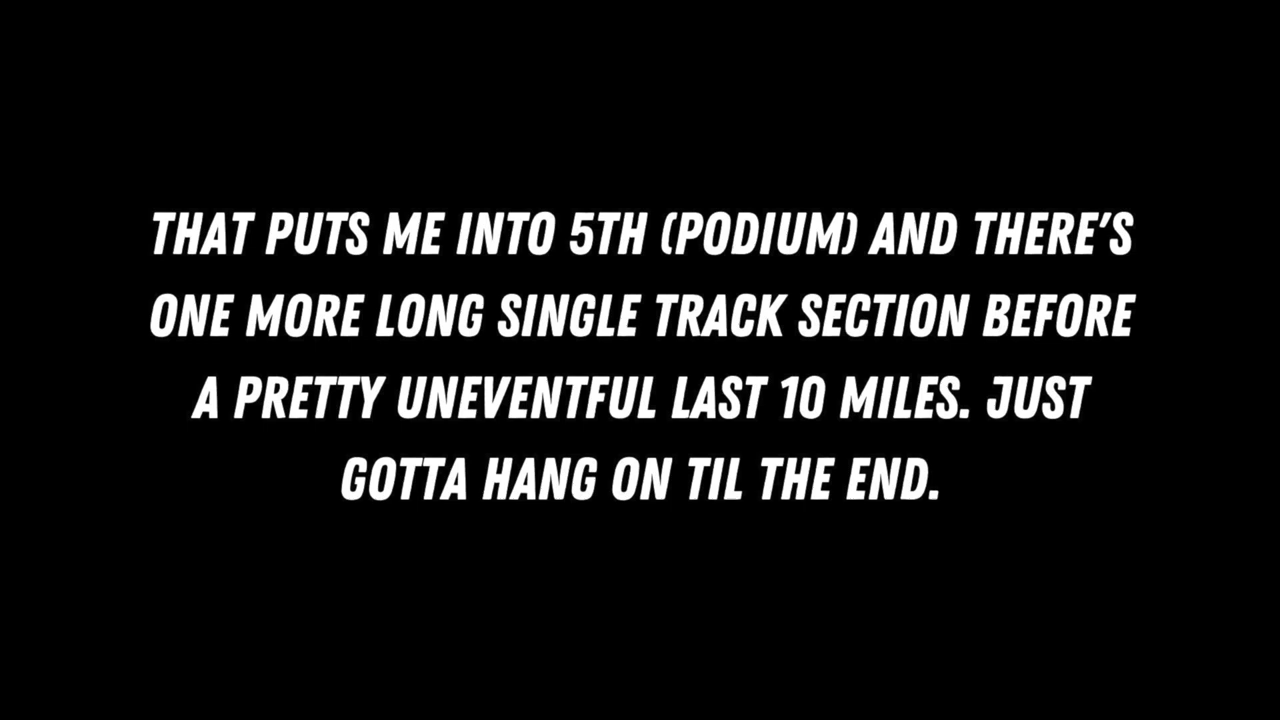 THAT PUTS ME INTO 5TH (PODIUM) AND THERE'S
ONE MORE LONG SINGLE TRACK SECTION BEFORE
A PRETTY UNEVENTFUL LAST 10 MILES. JUST
GOTTA HANG ON TIL THE END.